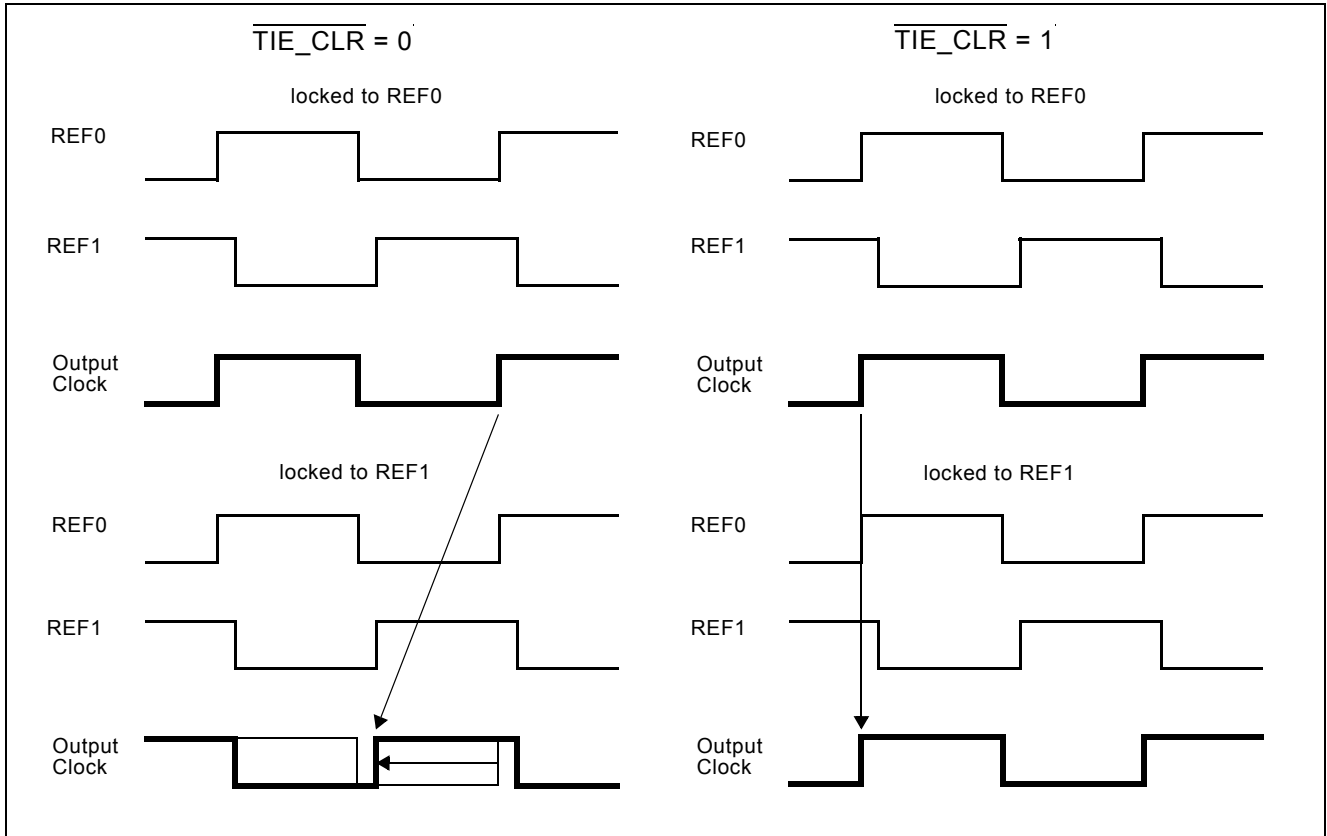 TIE_CLR = 0
locked to REF0
REF0
REF1
Output
Clock
locked to REF1
REF0
REF1
Output
Clock
TIE_CLR = 1
locked to REF0
REF0
REF1
Output
Clock
locked to REF1
REF0
REF1
Output
Clock